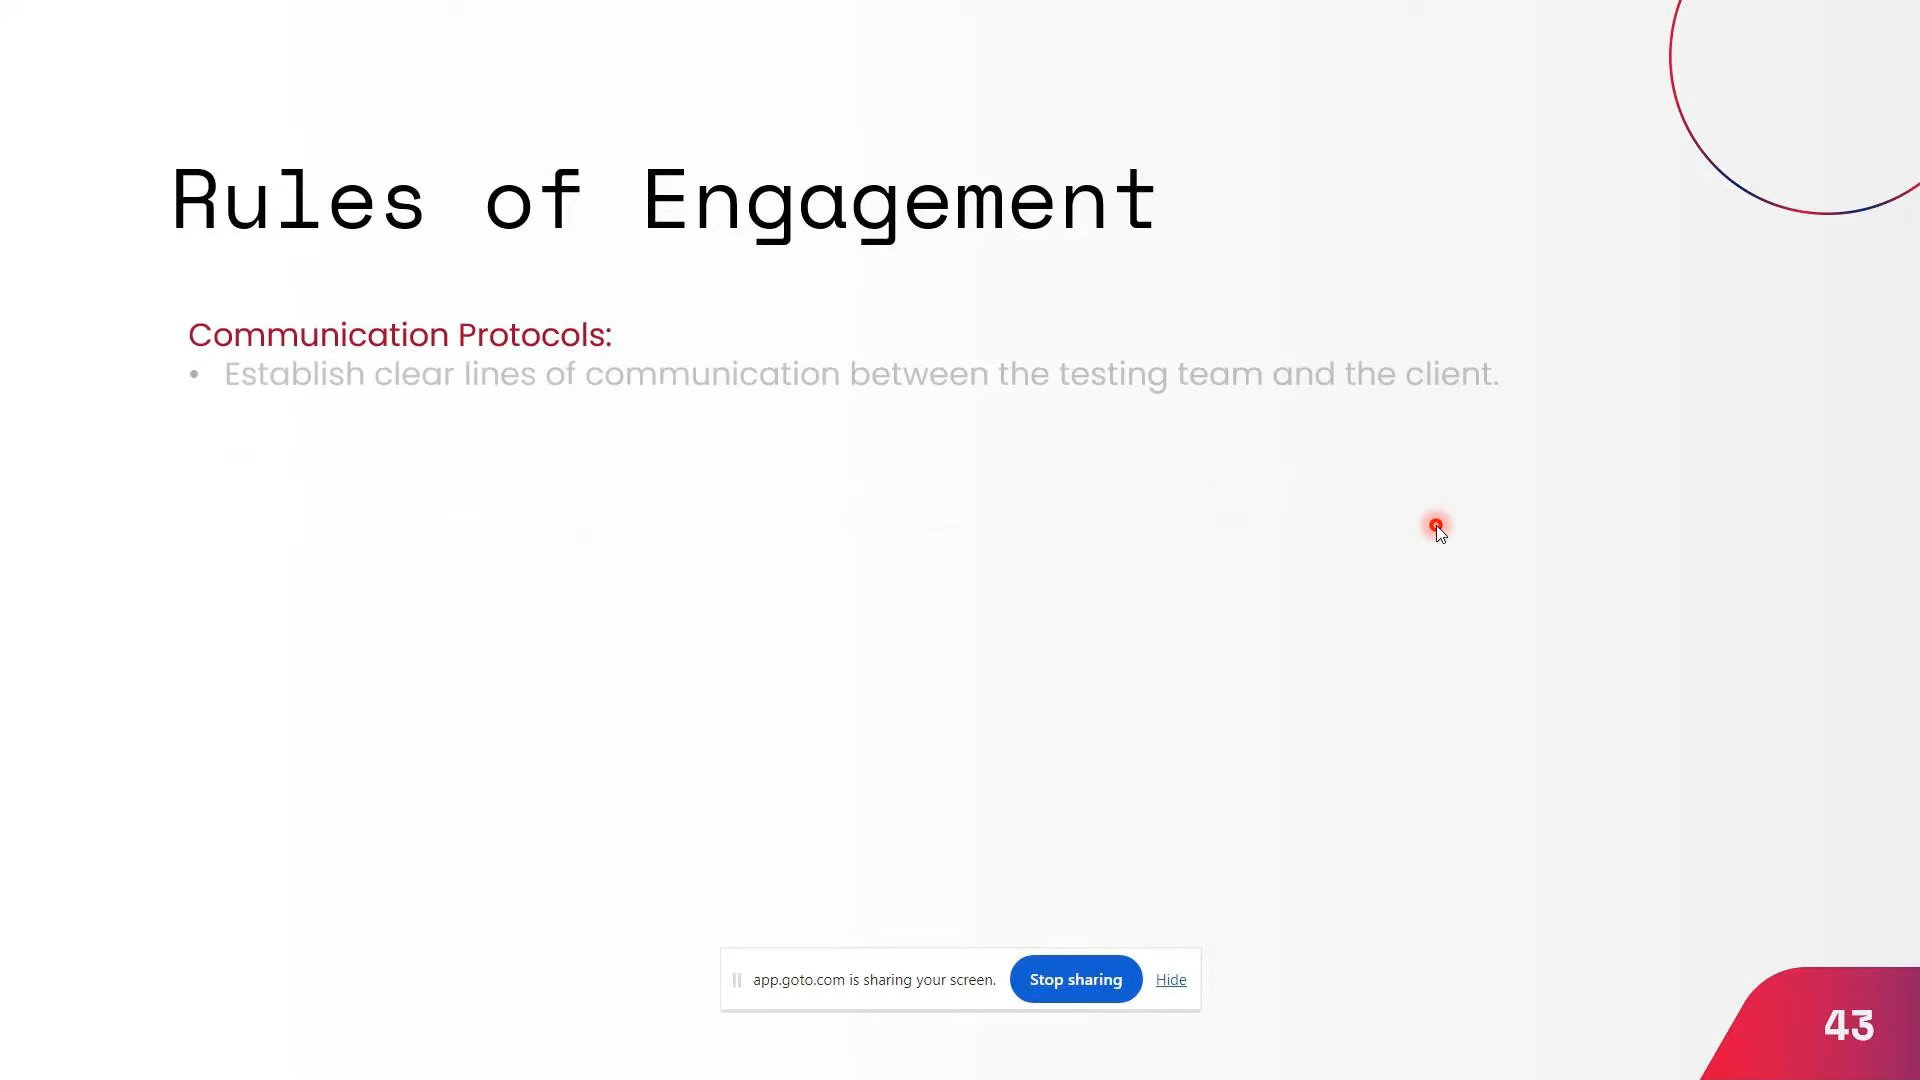 Rules of Engagement
Communication Protocols:
• Establish clear lines of communication between the testing team and the client.
app.goto.com is sharing your screen. Stop sharing Hide
43